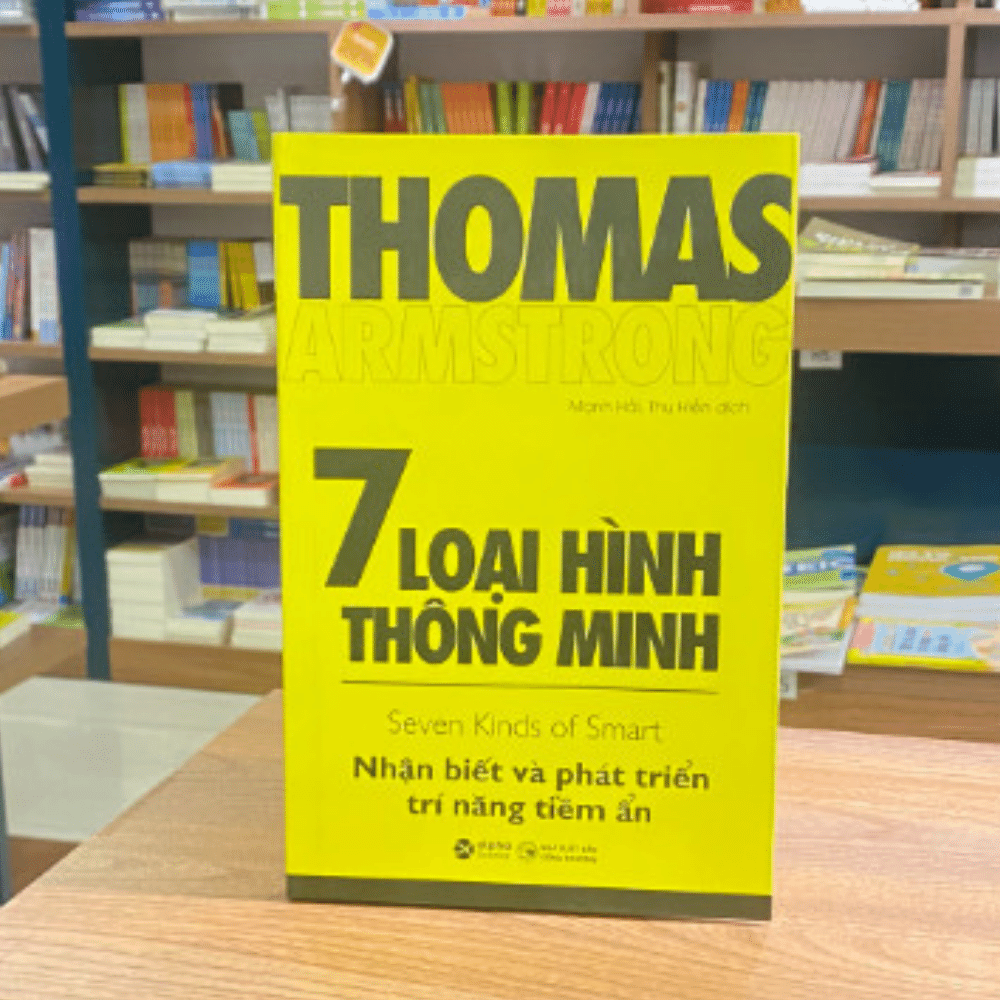 THOMAS
ARMSTRONG
Mạnh Hải, Thu Hiền dịch
7 LOẠI HÌNH
THÔNG MINH
Seven Kinds of Smart
Nhận biết và phát triển
trí năng tiềm ẩn
alpha